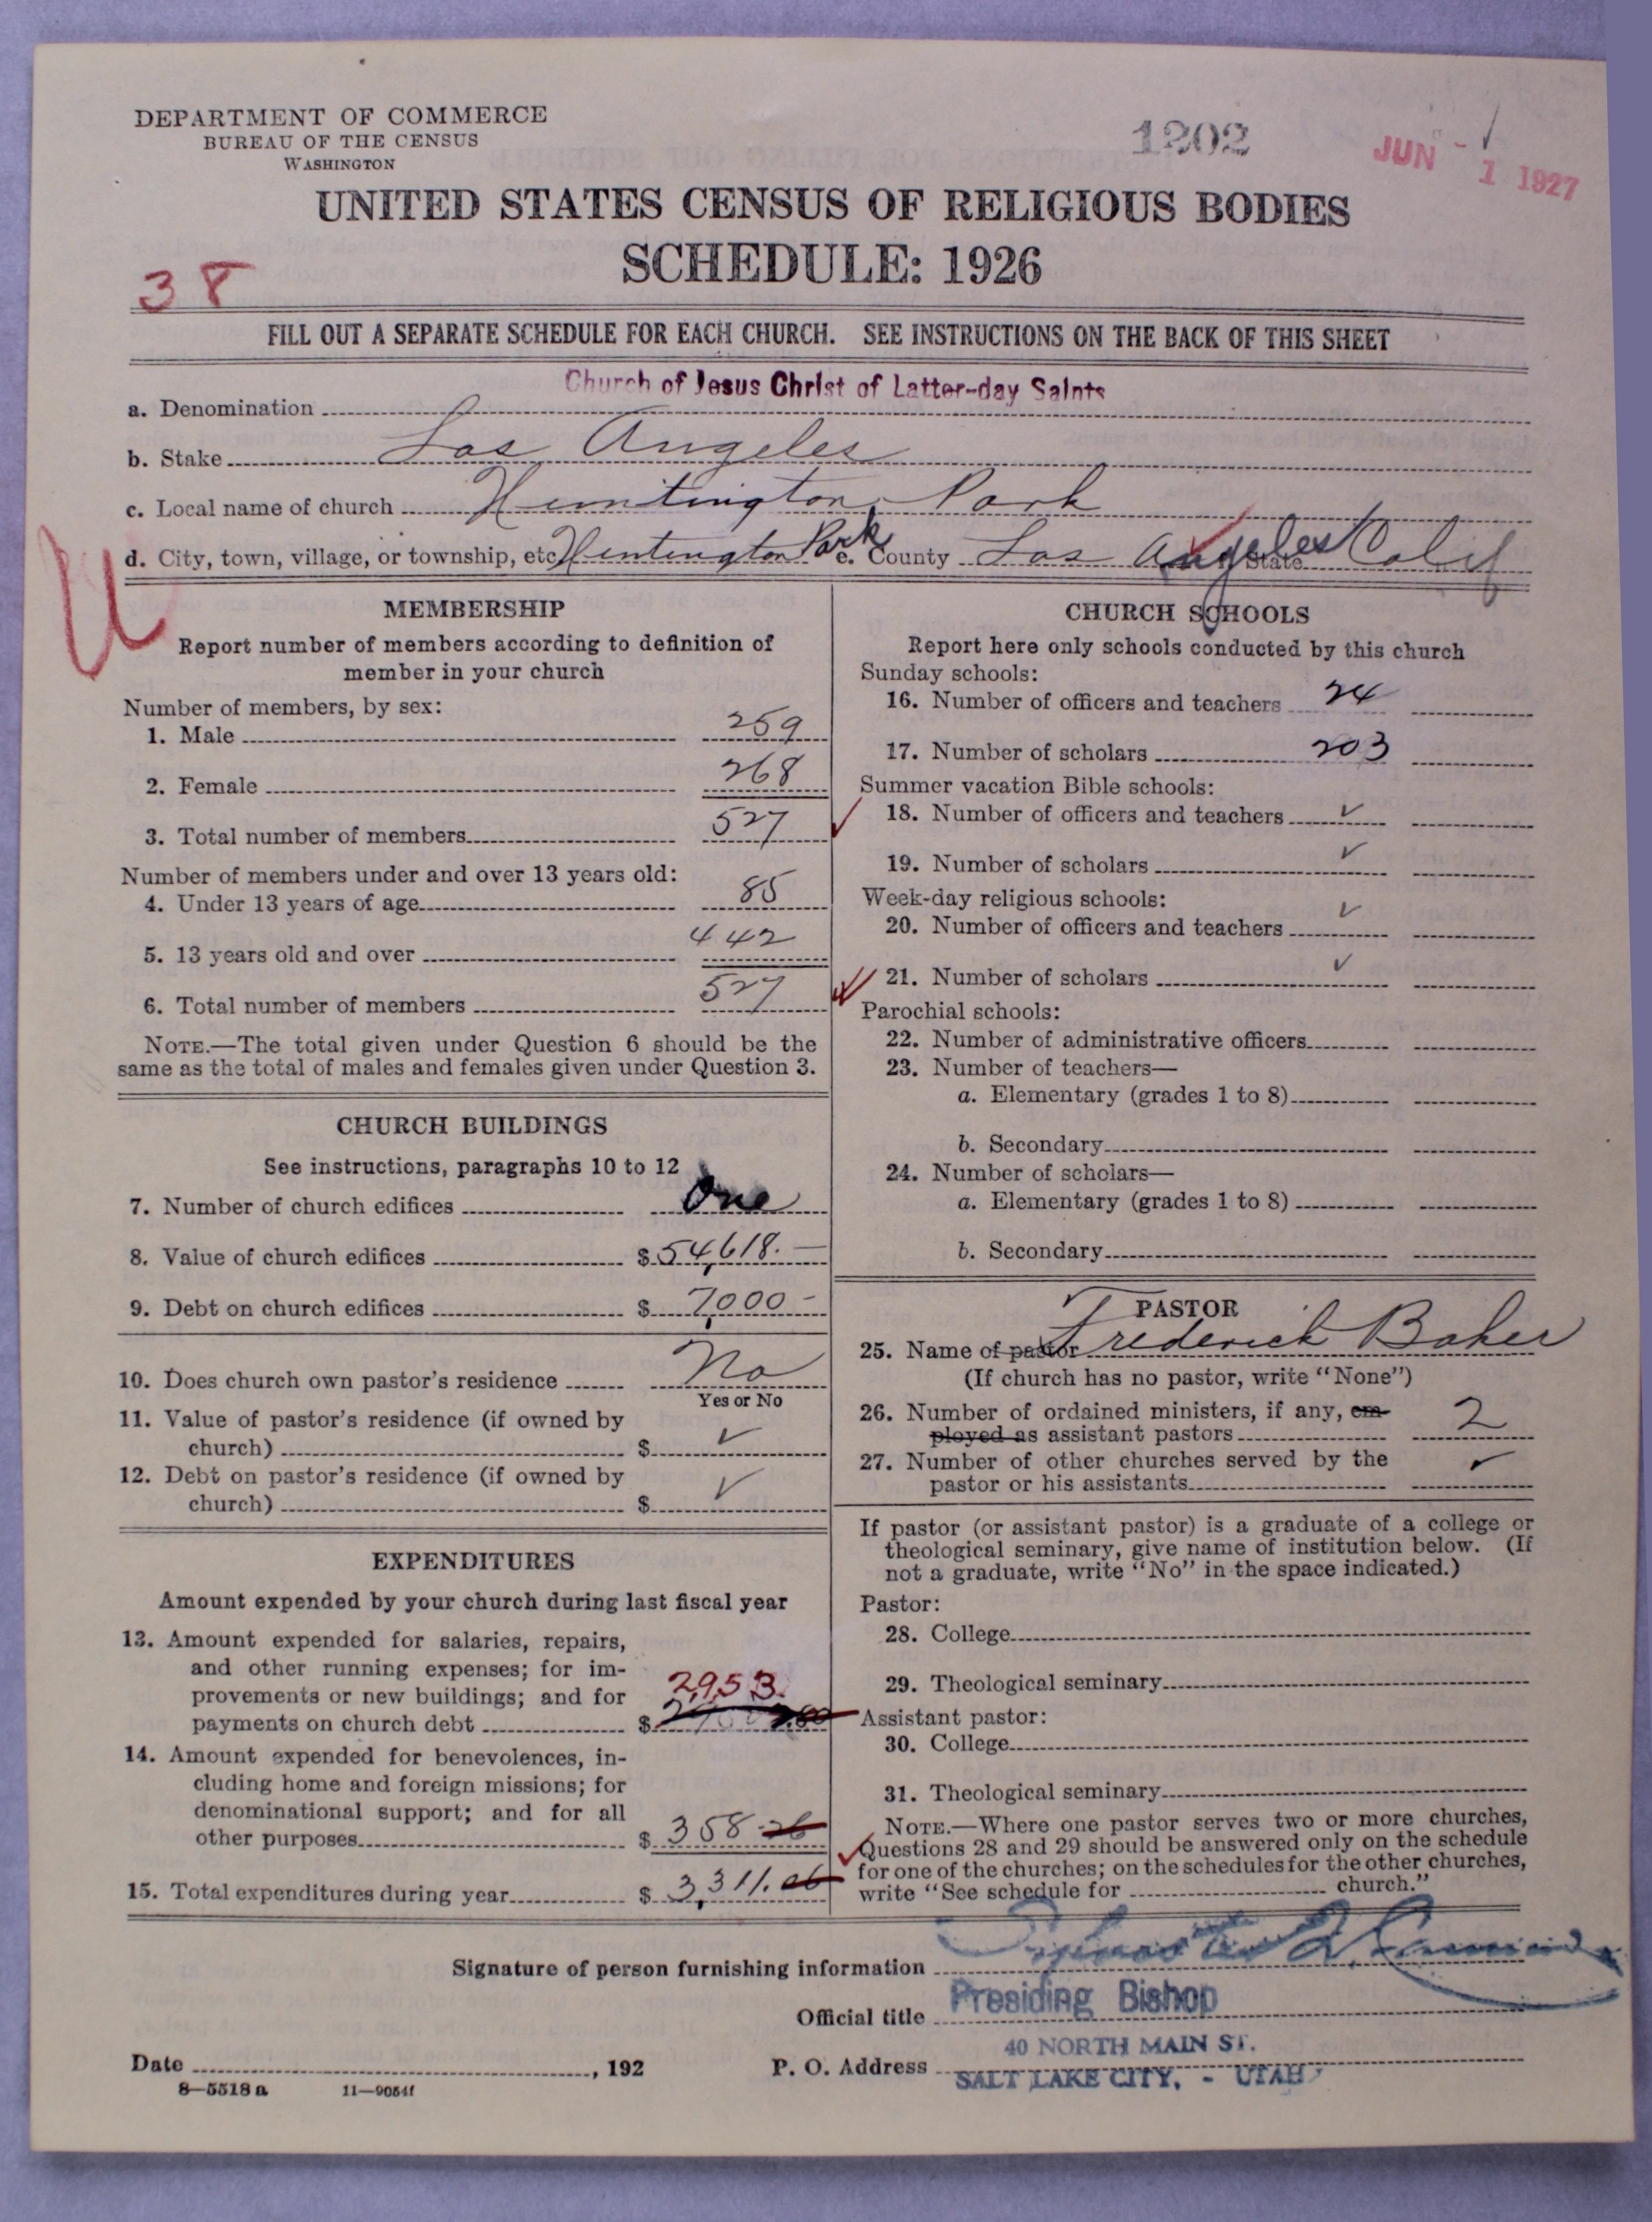 DEPARTMENT OF COMMERCE
BUREAU OF THE CENSUS
WASHINGTON
1202
JUN - 1 1927
UNITED STATES CENSUS OF RELIGIOUS BODIES
SCHEDULE: 1926
38
FILL OUT A SEPARATE SCHEDULE FOR EACH CHURCH. SEE INSTRUCTIONS ON THE BACK OF THIS SHEET
a. Denomination Church of Jesus Christ of Latter-day Saints
b. Stake Los Angeles
c. Local name of church Huntington Park
d. City, town, village, or township, etc. Huntington Park e. County Los Angeles State Calif
U
MEMBERSHIP
Report number of members according to definition of
member in your church
Number of members, by sex:
1. Male 259
2. Female 268
3. Total number of members 527
Number of members under and over 13 years old:
4. Under 13 years of age 85
5. 13 years old and over 442
6. Total number of members 527
NOTE.—The total given under Question 6 should be the
same as the total of males and females given under Question 3.
CHURCH BUILDINGS
See instructions, paragraphs 10 to 12
7. Number of church edifices One
8. Value of church edifices $ 54,618.—
9. Debt on church edifices $ 7,000 -
10. Does church own pastor's residence No
Yes or No
11. Value of pastor's residence (if owned by
church) $ ✓
12. Debt on pastor's residence (if owned by
church) $ ✓
EXPENDITURES
Amount expended by your church during last fiscal year
13. Amount expended for salaries, repairs,
and other running expenses; for im-
provements or new buildings; and for 2,953.
payments on church debt $
14. Amount expended for benevolences, in-
cluding home and foreign missions; for
denominational support; and for all
other purposes $ 358.26
15. Total expenditures during year $ 3,311.06
CHURCH SCHOOLS
Report here only schools conducted by this church
Sunday schools:
16. Number of officers and teachers 24
17. Number of scholars 203
Summer vacation Bible schools:
18. Number of officers and teachers ✓
19. Number of scholars ✓
Week-day religious schools:
20. Number of officers and teachers ✓
21. Number of scholars ✓
Parochial schools:
22. Number of administrative officers
23. Number of teachers—
a. Elementary (grades 1 to 8)
b. Secondary
24. Number of scholars—
a. Elementary (grades 1 to 8)
b. Secondary
PASTOR
25. Name of pastor Frederick Baker
(If church has no pastor, write "None")
26. Number of ordained ministers, if any, em-
ployed as assistant pastors 2
27. Number of other churches served by the
pastor or his assistants ✓
If pastor (or assistant pastor) is a graduate of a college or
theological seminary, give name of institution below. (If
not a graduate, write "No" in the space indicated.)
Pastor:
28. College
29. Theological seminary
Assistant pastor:
30. College
31. Theological seminary
NOTE.—Where one pastor serves two or more churches,
Questions 28 and 29 should be answered only on the schedule
for one of the churches; on the schedules for the other churches,
write "See schedule for church."
Signature of person furnishing information Sylvester Q. Cannon
Official title Presiding Bishop
Date , 192 P. O. Address 40 NORTH MAIN ST.
SALT LAKE CITY, - UTAH
8—5518a 11—9054f